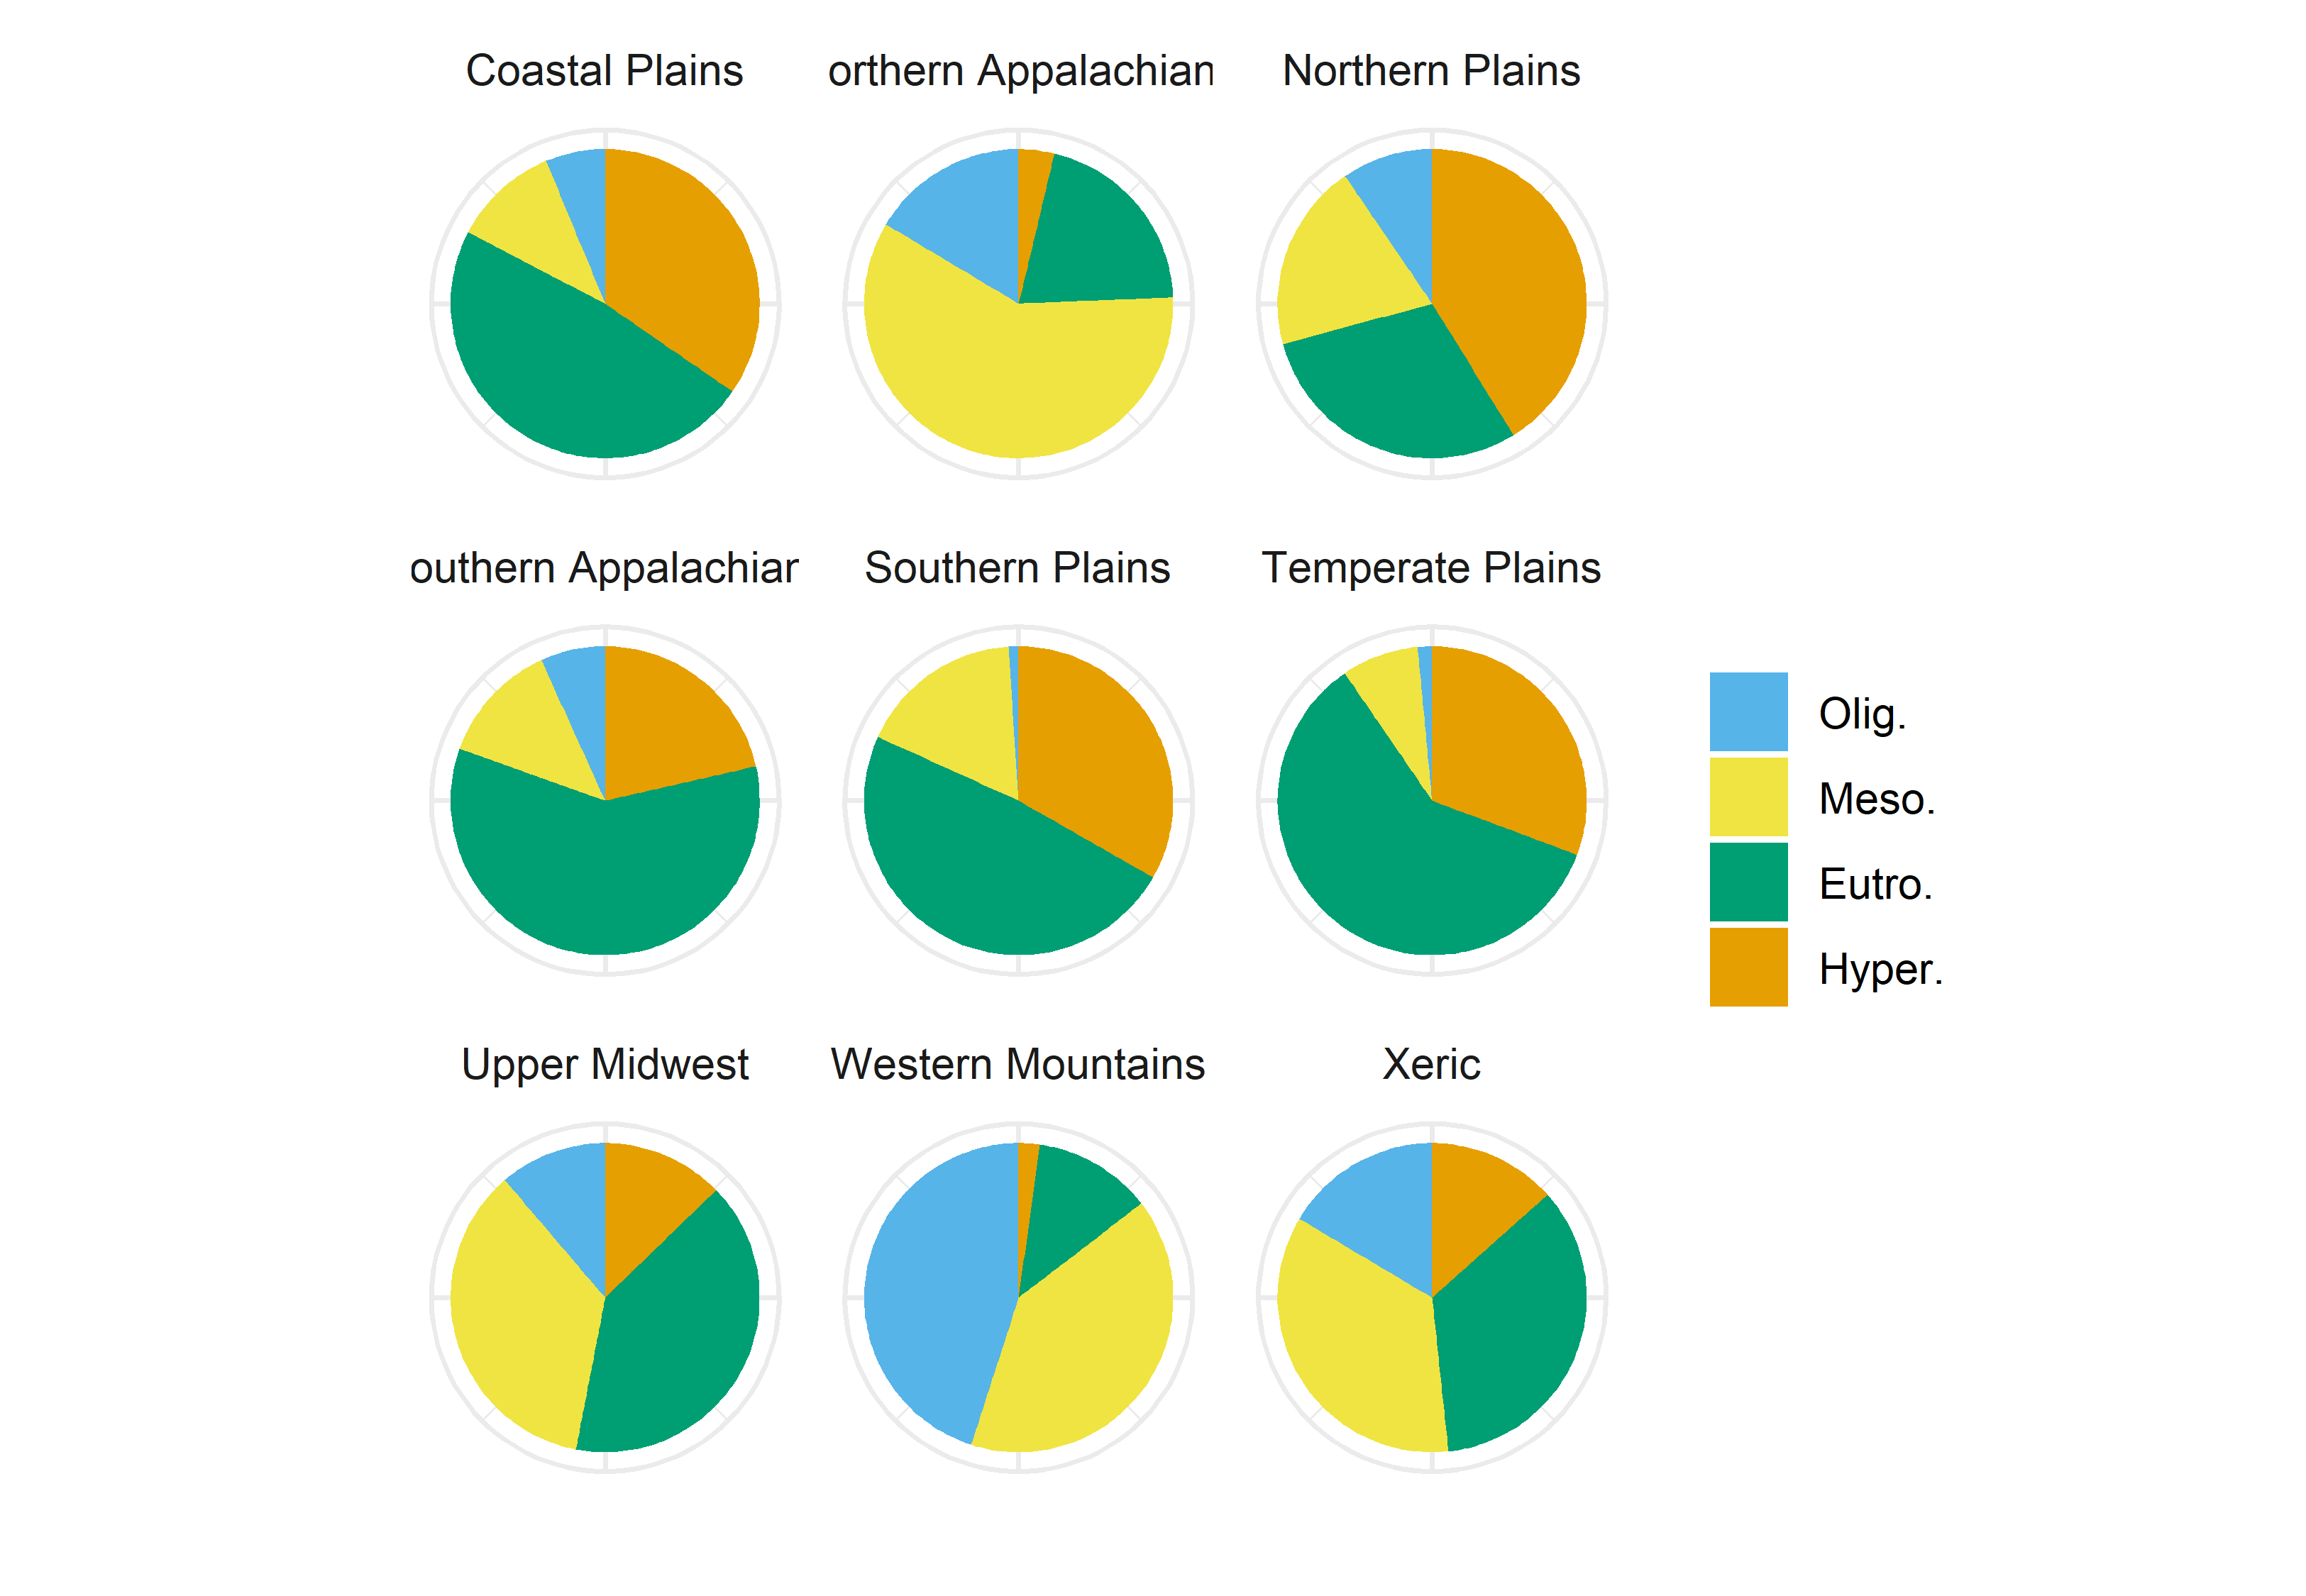 Coastal Plains
orthern Appalachian
Northern Plains
outhern Appalachian
Southern Plains
Temperate Plains
Olig.
Meso.
Eutro.
Hyper.
Upper Midwest
Western Mountains
Xeric